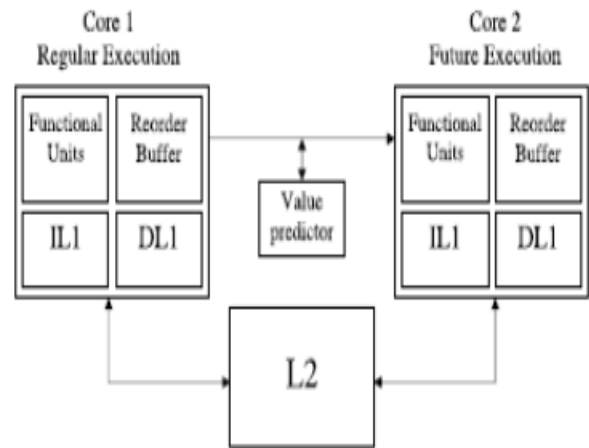 Core 1
Regular Execution
Core 2
Future Execution
Functional
Units
Reorder
Buffer
IL1
DL1
Value
predictor
Functional
Units
Reorder
Buffer
IL1
DL1
L2